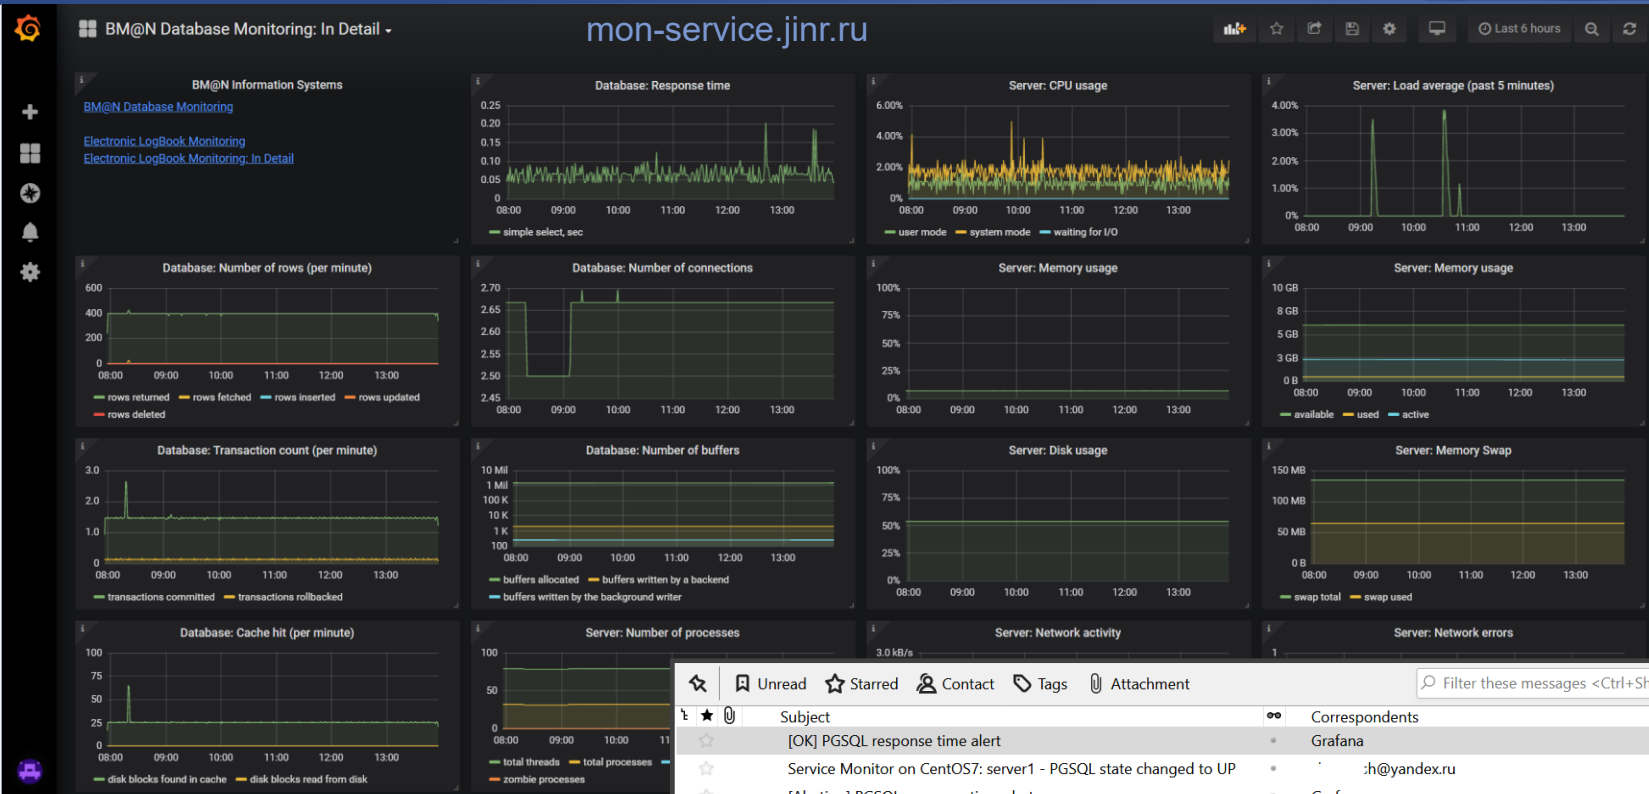 BM@N Database Monitoring: In Detail
mon-service.jinr.ru
Last 6 hours
BM@N Information Systems
BM@N Database Monitoring
Electronic LogBook Monitoring
Electronic LogBook Monitoring: In Detail
Database: Response time
0.25
0.20
0.15
0.10
0.05
0
08:00 09:00 10:00 11:00 12:00 13:00
simple select, sec
Server: CPU usage
6.00%
4.00%
2.00%
0%
08:00 09:00 10:00 11:00 12:00 13:00
user mode system mode waiting for I/O
Server: Load average (past 5 minutes)
4.00%
3.00%
2.00%
1.00%
0%
08:00 09:00 10:00 11:00 12:00 13:00
Database: Number of rows (per minute)
600
400
200
0
08:00 09:00 10:00 11:00 12:00 13:00
rows returned rows fetched rows inserted rows updated
rows deleted
Database: Number of connections
2.70
2.65
2.60
2.55
2.50
2.45
08:00 09:00 10:00 11:00 12:00 13:00
Server: Memory usage
100%
75%
50%
25%
0%
08:00 09:00 10:00 11:00 12:00 13:00
Server: Memory usage
10 GB
8 GB
5 GB
3 GB
0 B
08:00 09:00 10:00 11:00 12:00 13:00
available used active
Database: Transaction count (per minute)
3.0
2.0
1.0
0
08:00 09:00 10:00 11:00 12:00 13:00
transactions committed transactions rollbacked
Database: Number of buffers
10 Mil
1 Mil
100 K
10 K
1 K
100
08:00 09:00 10:00 11:00 12:00 13:00
buffers allocated buffers written by a backend
buffers written by the background writer
Server: Disk usage
100%
75%
50%
25%
0%
08:00 09:00 10:00 11:00 12:00 13:00
Server: Memory Swap
150 MB
100 MB
50 MB
0 B
08:00 09:00 10:00 11:00 12:00 13:00
swap total swap used
Database: Cache hit (per minute)
100
75
50
25
0
08:00 09:00 10:00 11:00 12:00 13:00
disk blocks found in cache disk blocks read from disk
Server: Number of processes
100
50
0
08:00 09:00 10:00 11
total threads total processes
zombie processes
Server: Network activity
3.0 kB/s
Server: Network errors
1
Unread Starred Contact Tags Attachment
Filter these messages <Ctrl+Sh
Subject Correspondents
[OK] PGSQL response time alert Grafana
Service Monitor on CentOS7: server1 - PGSQL state changed to UP ch@yandex.ru